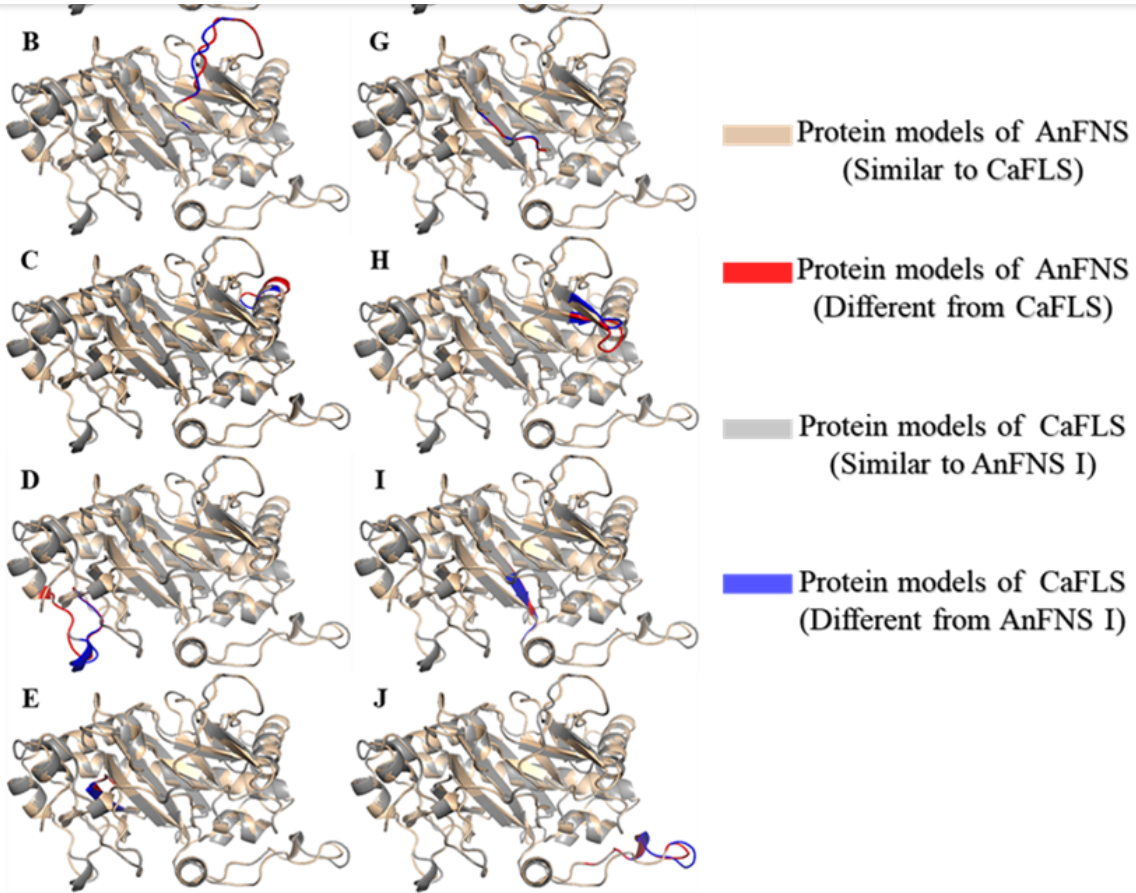 B
G
C
H
D
I
E
J
Protein models of AnFNS
(Similar to CaFLS)
Protein models of AnFNS
(Different from CaFLS)
Protein models of CaFLS
(Similar to AnFNS I)
Protein models of CaFLS
(Different from AnFNS I)